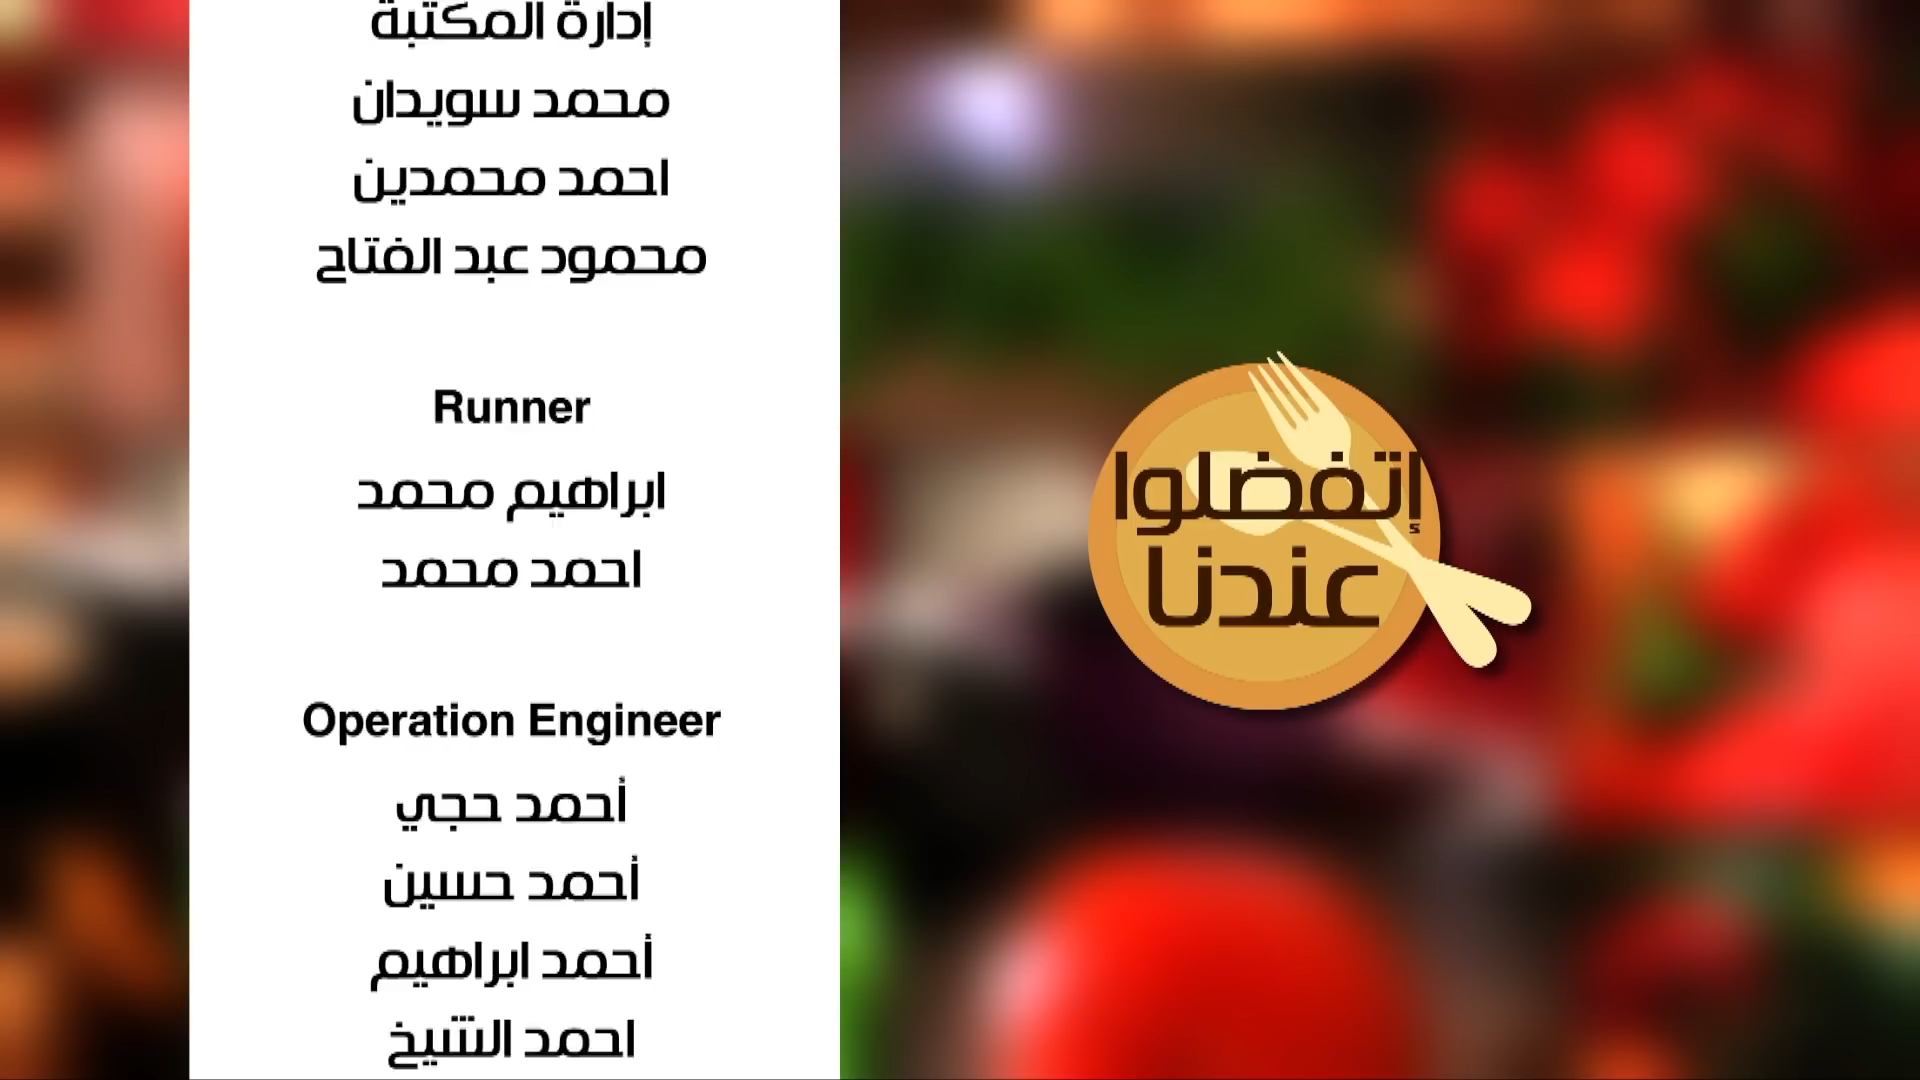 إدارة المكتبة
محمد سويدان
احمد محمدين
محمود عبد الفتاح
Runner
ابراهيم محمد
احمد محمد
Operation Engineer
أحمد حجي
أحمد حسين
أحمد ابراهيم
احمد الشيخ
إتفضلوا
عندنا